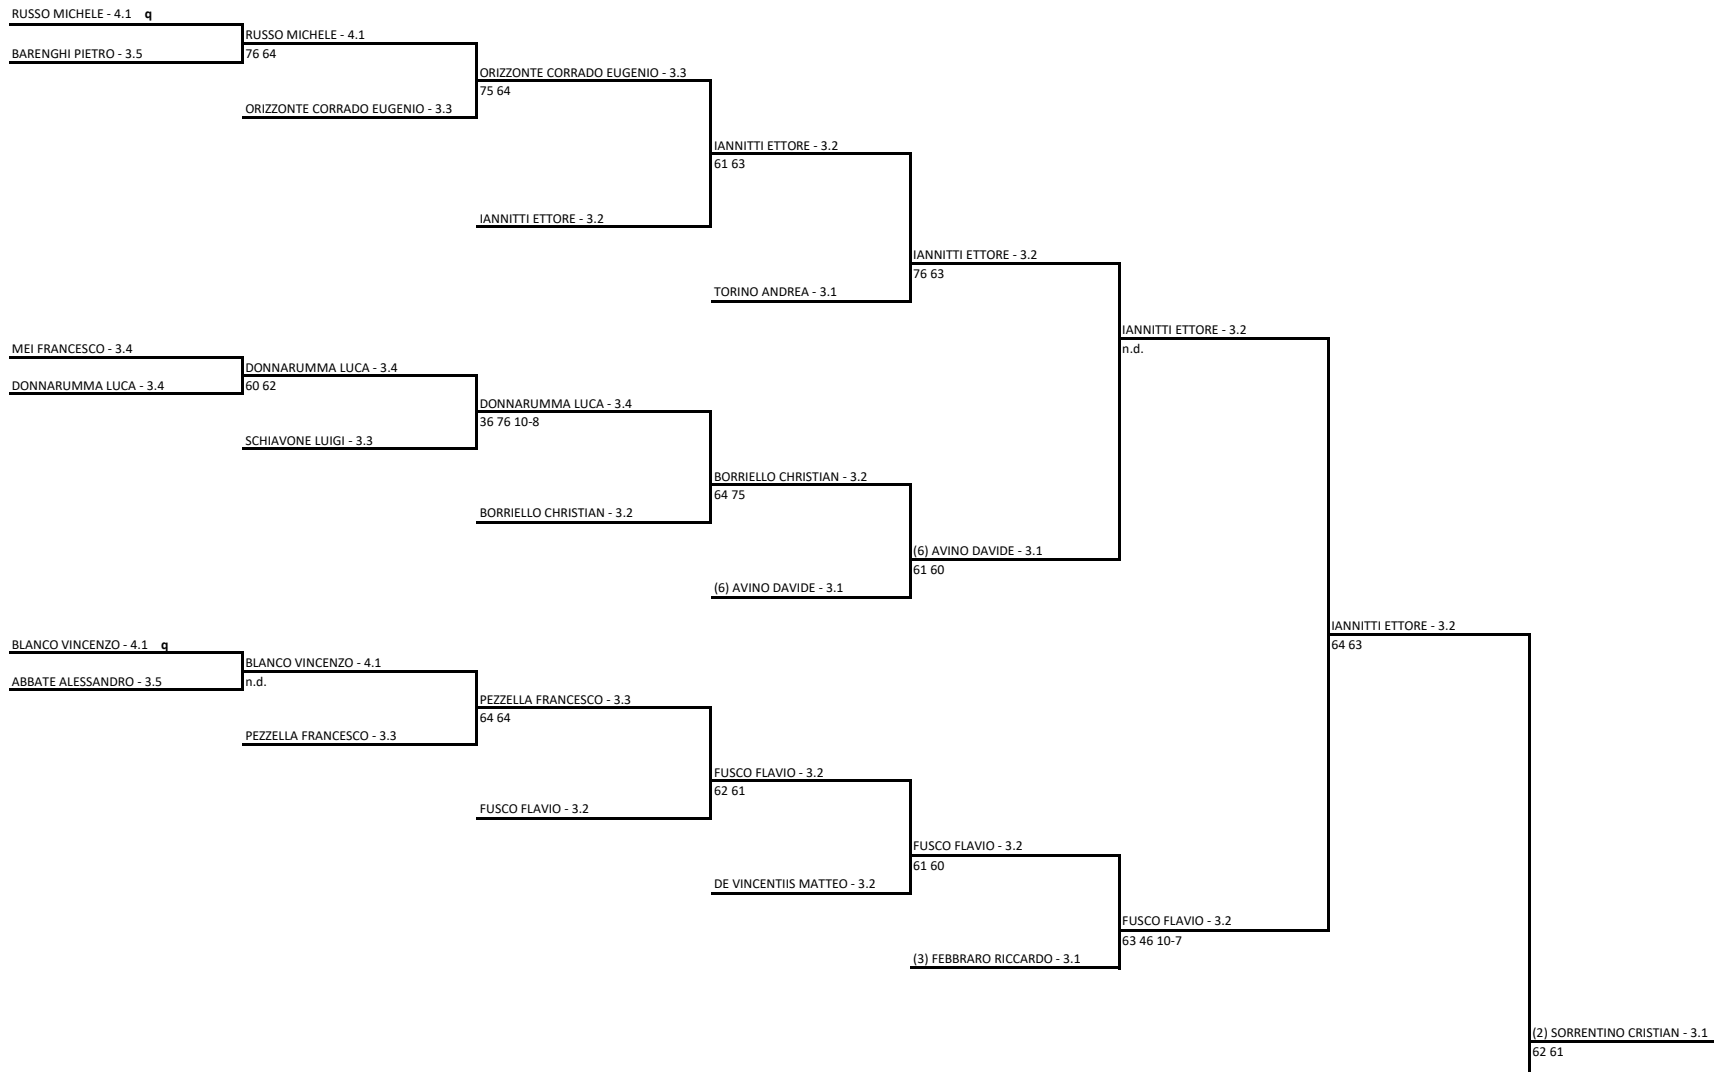 RUSSO MICHELE - 4.1 q
RUSSO MICHELE - 4.1
BARENGHI PIETRO - 3.5
76 64
ORIZZONTE CORRADO EUGENIO - 3.3
75 64
ORIZZONTE CORRADO EUGENIO - 3.3
IANNITTI ETTORE - 3.2
61 63
IANNITTI ETTORE - 3.2
IANNITTI ETTORE - 3.2
76 63
TORINO ANDREA - 3.1
IANNITTI ETTORE - 3.2
n.d.
MEI FRANCESCO - 3.4
DONNARUMMA LUCA - 3.4
DONNARUMMA LUCA - 3.4
60 62
DONNARUMMA LUCA - 3.4
36 76 10-8
SCHIAVONE LUIGI - 3.3
BORRIELLO CHRISTIAN - 3.2
64 75
BORRIELLO CHRISTIAN - 3.2
(6) AVINO DAVIDE - 3.1
61 60
(6) AVINO DAVIDE - 3.1
IANNITTI ETTORE - 3.2
64 63
BLANCO VINCENZO - 4.1 q
BLANCO VINCENZO - 4.1
ABBATE ALESSANDRO - 3.5
n.d.
PEZZELLA FRANCESCO - 3.3
64 64
PEZZELLA FRANCESCO - 3.3
FUSCO FLAVIO - 3.2
62 61
FUSCO FLAVIO - 3.2
FUSCO FLAVIO - 3.2
61 60
DE VINCENTIIS MATTEO - 3.2
FUSCO FLAVIO - 3.2
63 46 10-7
(3) FEBBRARO RICCARDO - 3.1
(2) SORRENTINO CRISTIAN - 3.1
62 61